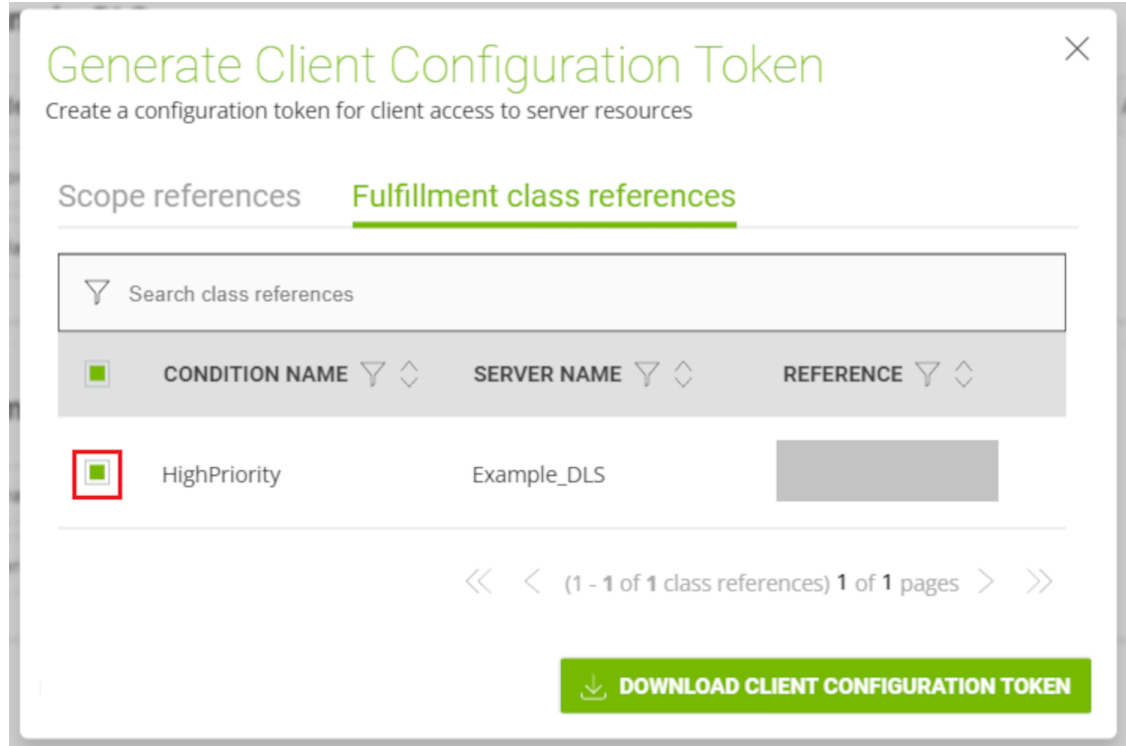 Generate Client Configuration Token
Create a configuration token for client access to server resources
Scope references Fulfillment class references
Search class references
CONDITION NAME SERVER NAME REFERENCE
HighPriority Example_DLS
(1 - 1 of 1 class references) 1 of 1 pages
DOWNLOAD CLIENT CONFIGURATION TOKEN